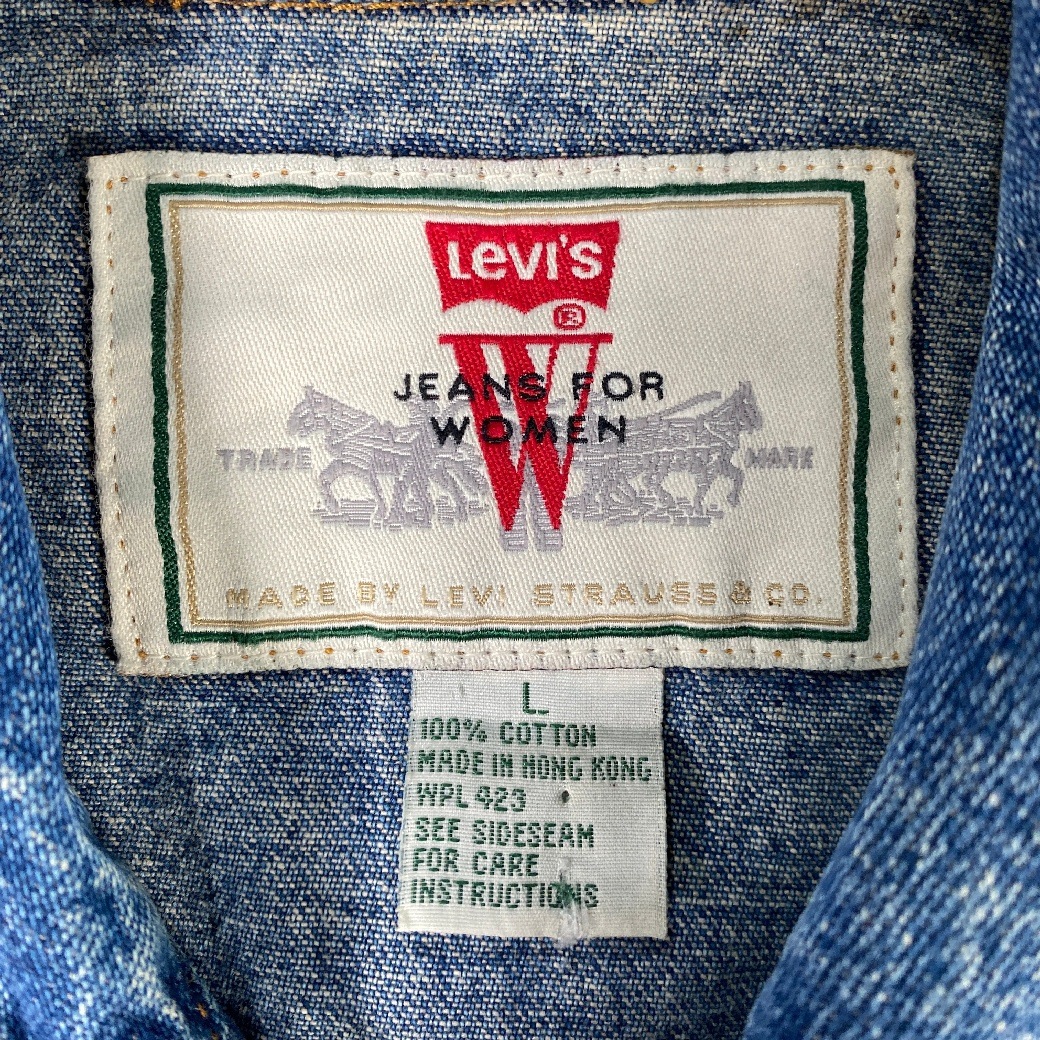 LEVI'S
®
W
JEANS FOR
WOMEN
TRADE MARK
MADE BY LEVI STRAUSS & CO.
L
100% COTTON
MADE IN HONG KONG
WPL 423
SEE SIDESEAM
FOR CARE
INSTRUCTIONS